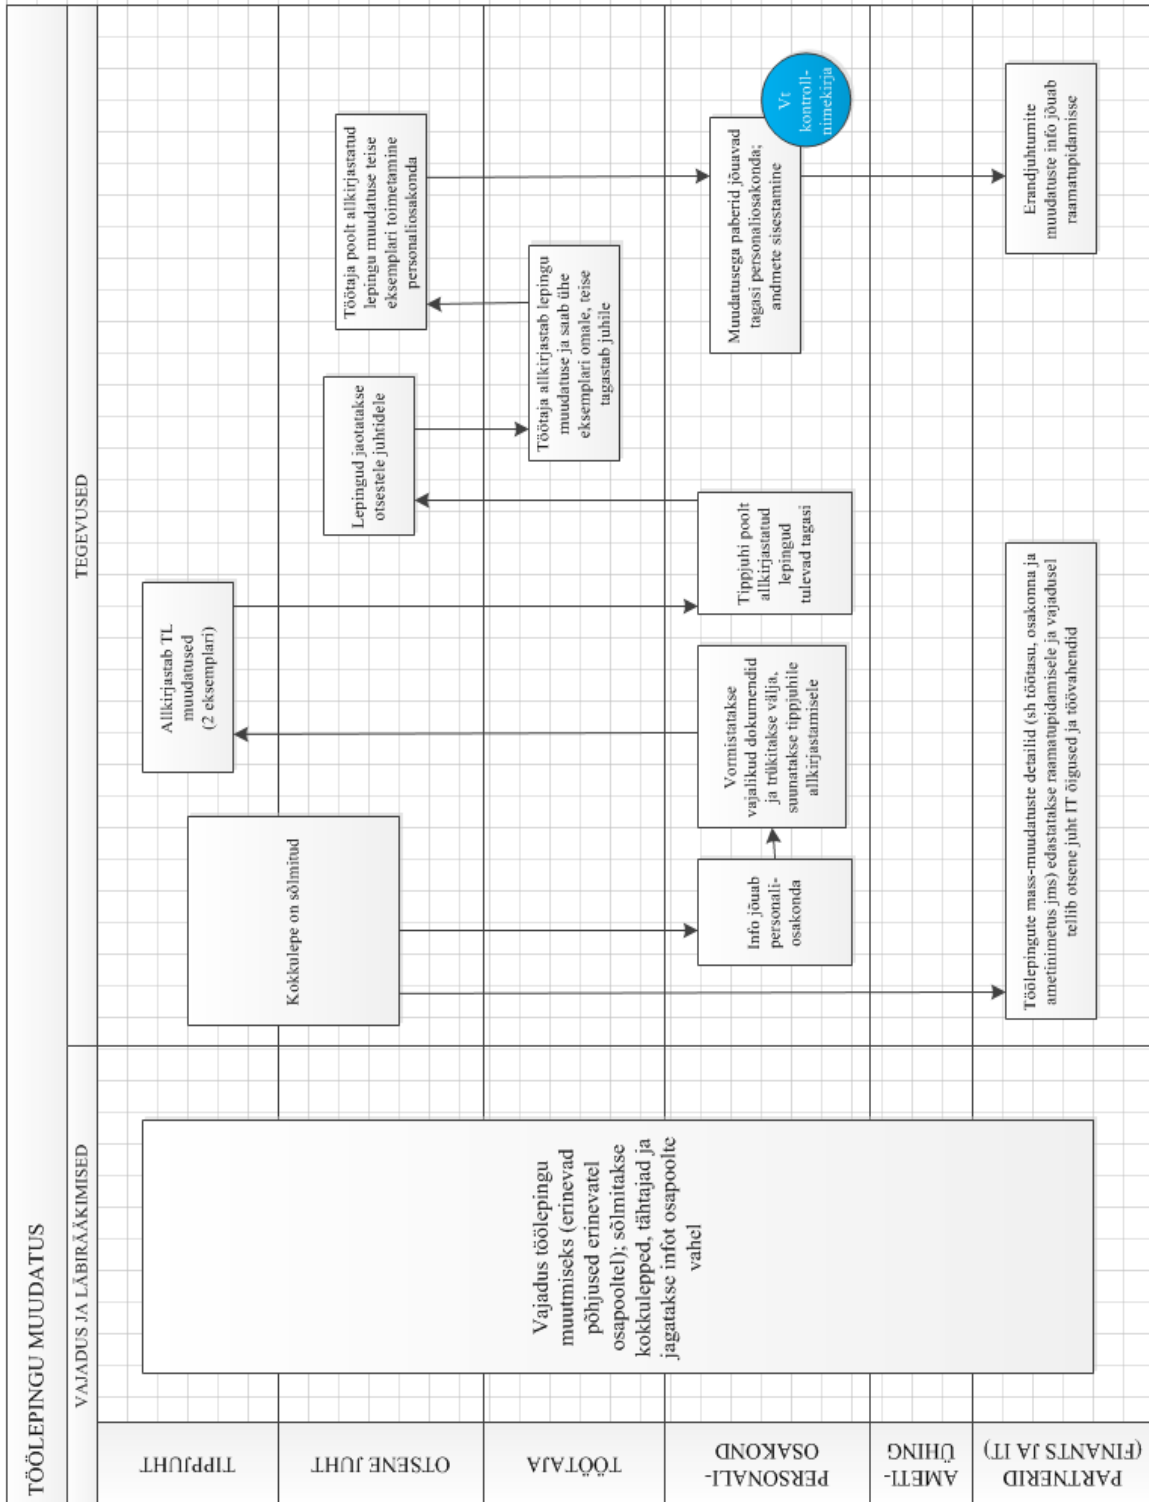 TÖÖLEPINGU MUUDATUS
VAJADUS JA LÄBIRÄÄKIMISED
TEGEVUSED
TIPPJUHT
OTSENE JUHT
TÖÖTAJA
PERSONALI-
OSAKOND
AMETI-
ÜHING
PARTNERID
(FINANTS JA IT)
Vajadus töölepingu
muutmiseks (erinevad
põhjused erinevatel
osapooltel); sõlmitakse
kokkulepped, tähtajad ja
jagatakse infot osapoolte
vahel
Kokkulepe on sõlmitud
Info jõuab
personali-
osakonda
Töölepingute mass-muudatuste detailid (sh töötasu, osakonna ja
ametinimetus jms) edastatakse raamatupidamisele ja vajadusel
tellib otsene juht IT õigused ja töövahendid
Vormistatakse
vajalikud dokumendid
ja trükitakse välja,
suunatakse tippjuhile
allkirjastamisele
Allkirjastab TL
muudatused
(2 eksemplari)
Tippjuhi poolt
allkirjastatud
lepingud
tulevad tagasi
Lepingud jaotatakse
otsestele juhtidele
Töötaja allkirjastab lepingu
muudatuse ja saab ühe
eksemplari omale, teise
tagastab juhile
Töötaja poolt allkirjastatud
lepingu muudatuse teise
eksemplari toimetamine
personaliosakonda
Muudatusega paberid jõuavad
tagasi personaliosakonda;
andmete sisestamine
Vt
kontroll-
nimekirja
Erandjuhtumite
muudatuste info jõuab
raamatupidamisse